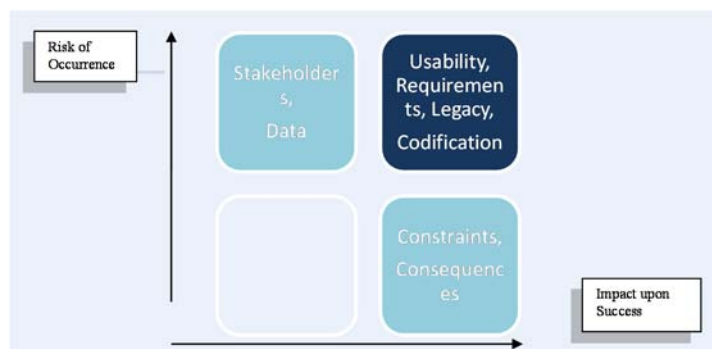 Risk of
Occurrence
Stakeholder
s,
Data
Usability,
Requiremen
ts, Legacy,
Codification
Constraints,
Consequenc
es
Impact upon
Success